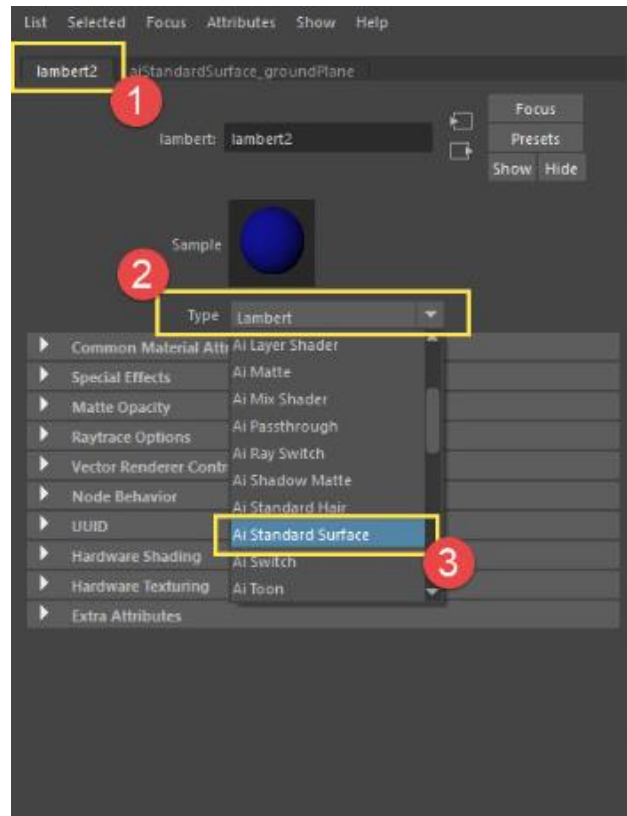 List Selected Focus Attributes Show Help
lambert2 aiStandardSurface_groundPlane
1
Focus
lambert: lambert2
Presets
Show Hide
Sample
2
Type Lambert
Common Material Attr
Ai Layer Shader
Special Effects
Ai Matte
Matte Opacity
Ai Mix Shader
Raytrace Options
Ai Passthrough
Vector Renderer Contr
Ai Ray Switch
Ai Shadow Matte
Node Behavior
Ai Standard Hair
UUID
Ai Standard Surface
3
Hardware Shading
Ai Switch
Hardware Texturing
Ai Toon
Extra Attributes